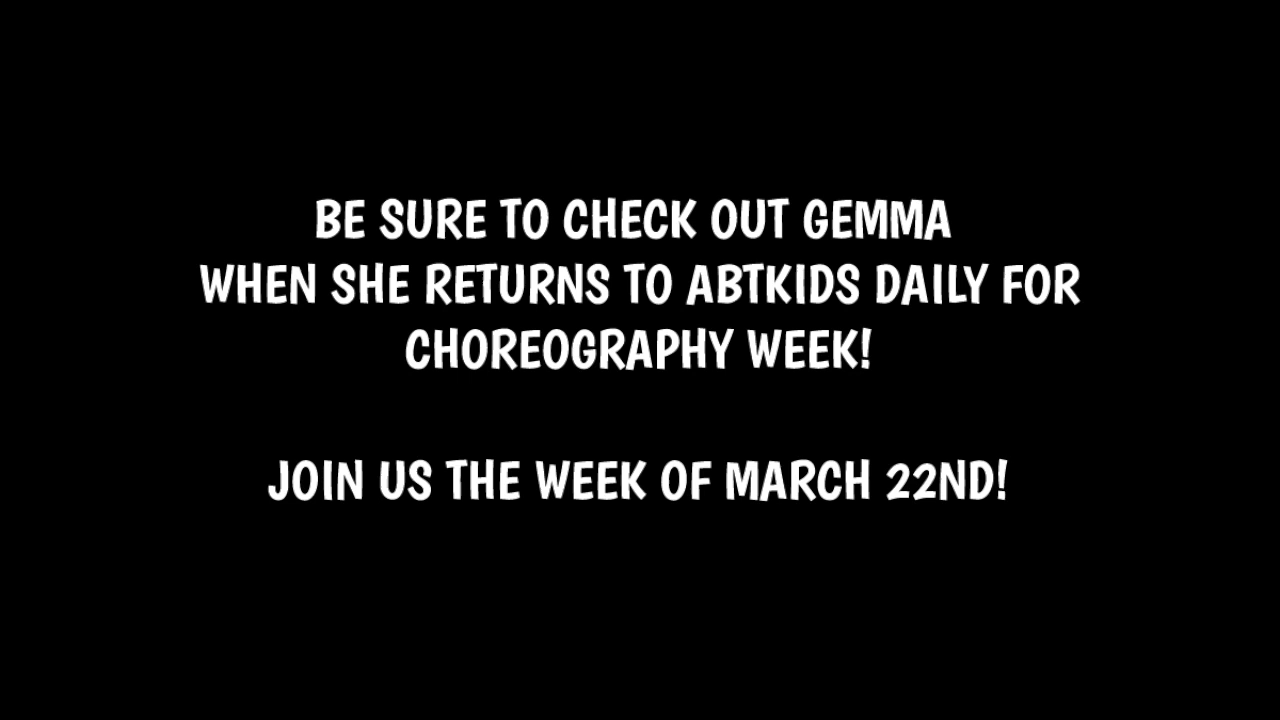 BE SURE TO CHECK OUT GEMMA
WHEN SHE RETURNS TO ABTKIDS DAILY FOR
CHOREOGRAPHY WEEK!
JOIN US THE WEEK OF MARCH 22ND!